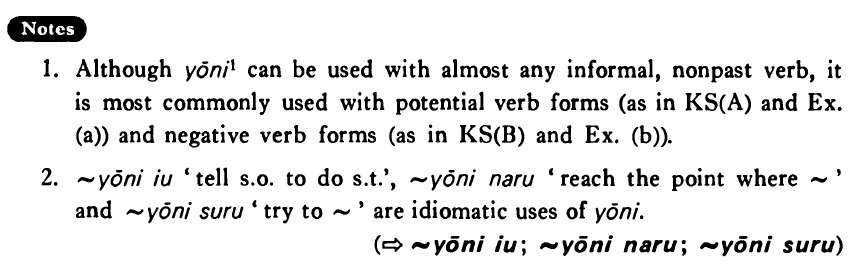 Notes
1. Although yōni¹ can be used with almost any informal, nonpast verb, it
is most commonly used with potential verb forms (as in KS(A) and Ex.
(a)) and negative verb forms (as in KS(B) and Ex. (b)).
2. ～yōni iu ‘tell s.o. to do s.t.’, ～yōni naru ‘reach the point where ～’
and ～yōni suru ‘try to ～’ are idiomatic uses of yōni.
(⇨ ～yōni iu; ～yōni naru; ～yōni suru)